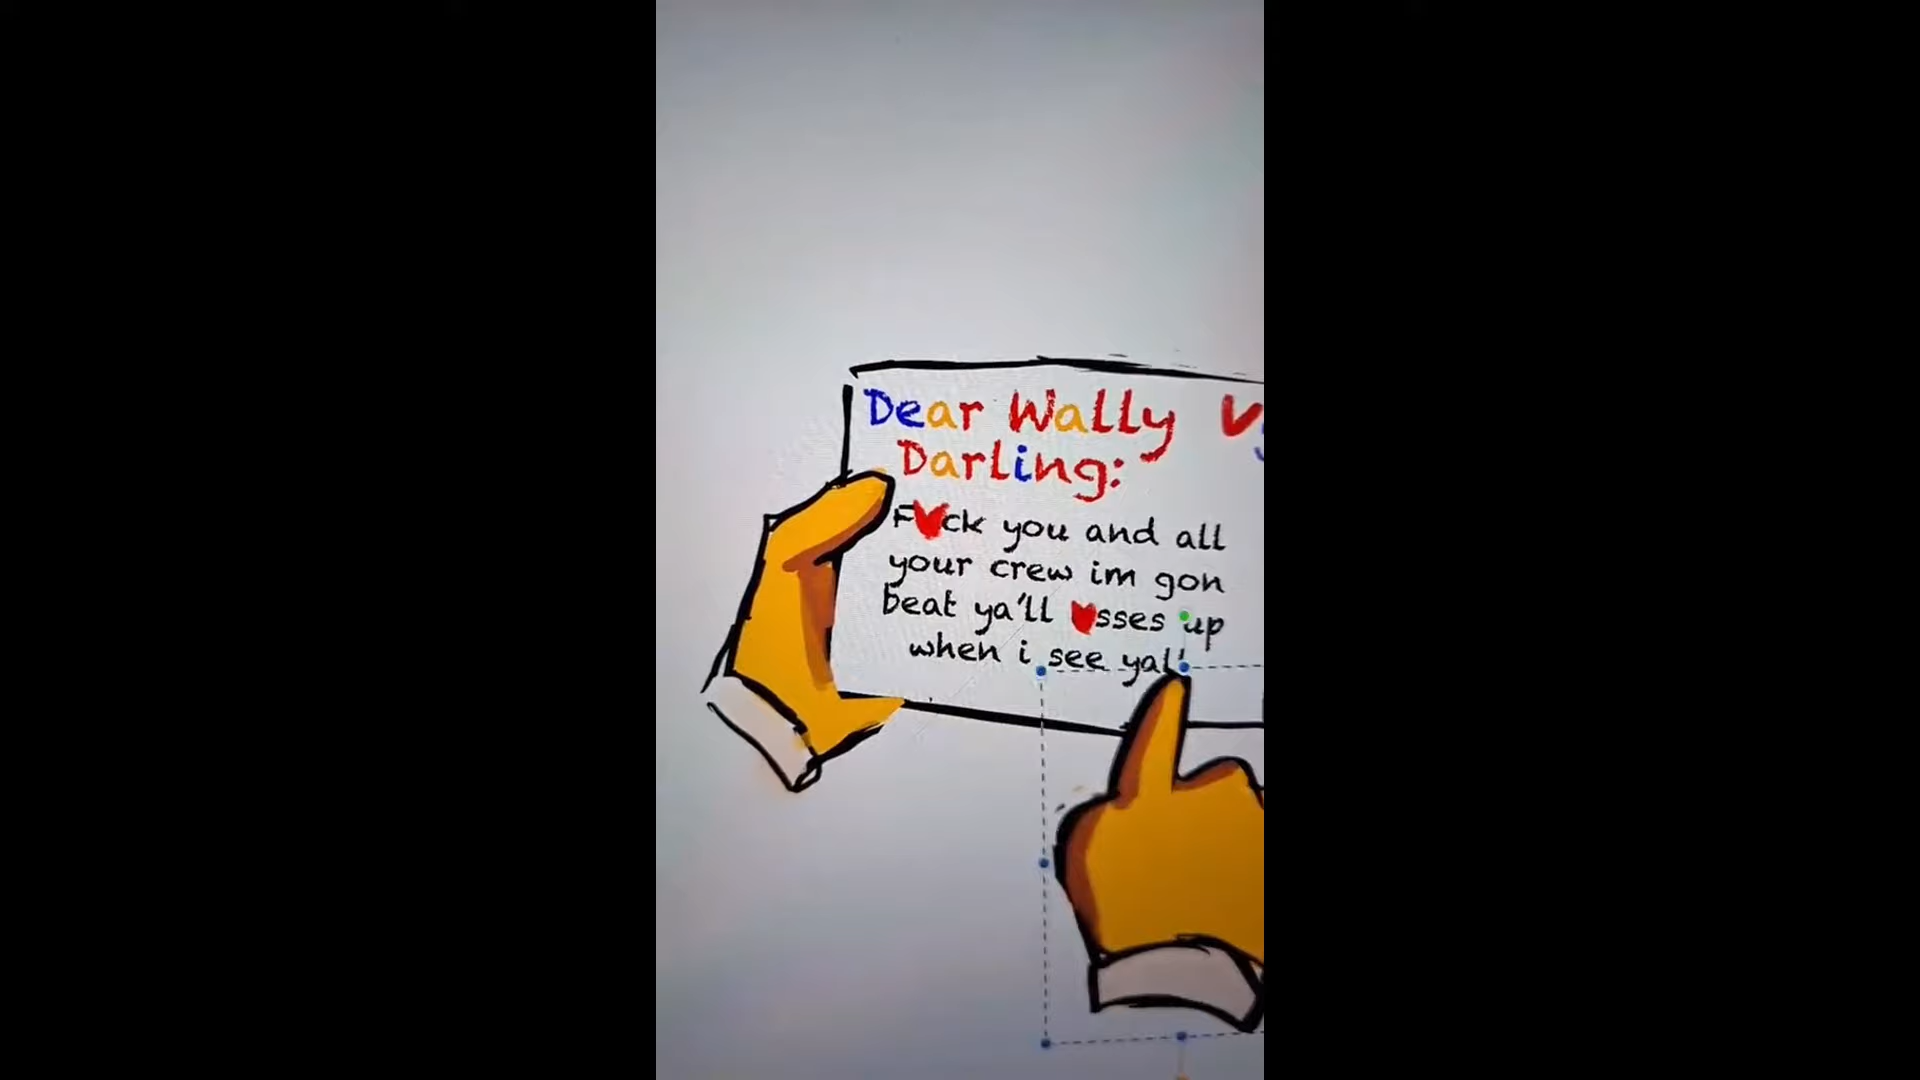 Dear Wally
Darling:
F♥ck you and all
your crew im gon
beat ya'll ♥sses up
when i see yal